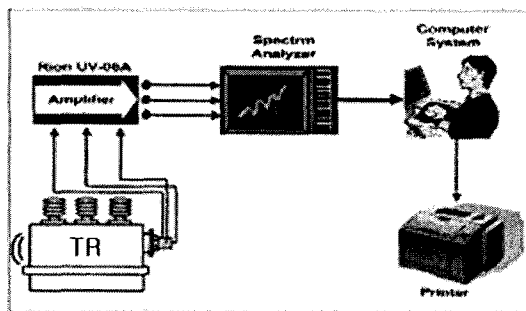 Spectrm
Analyzer
Computer
System
Rion UV-06A
Amplifier
TR
Printer